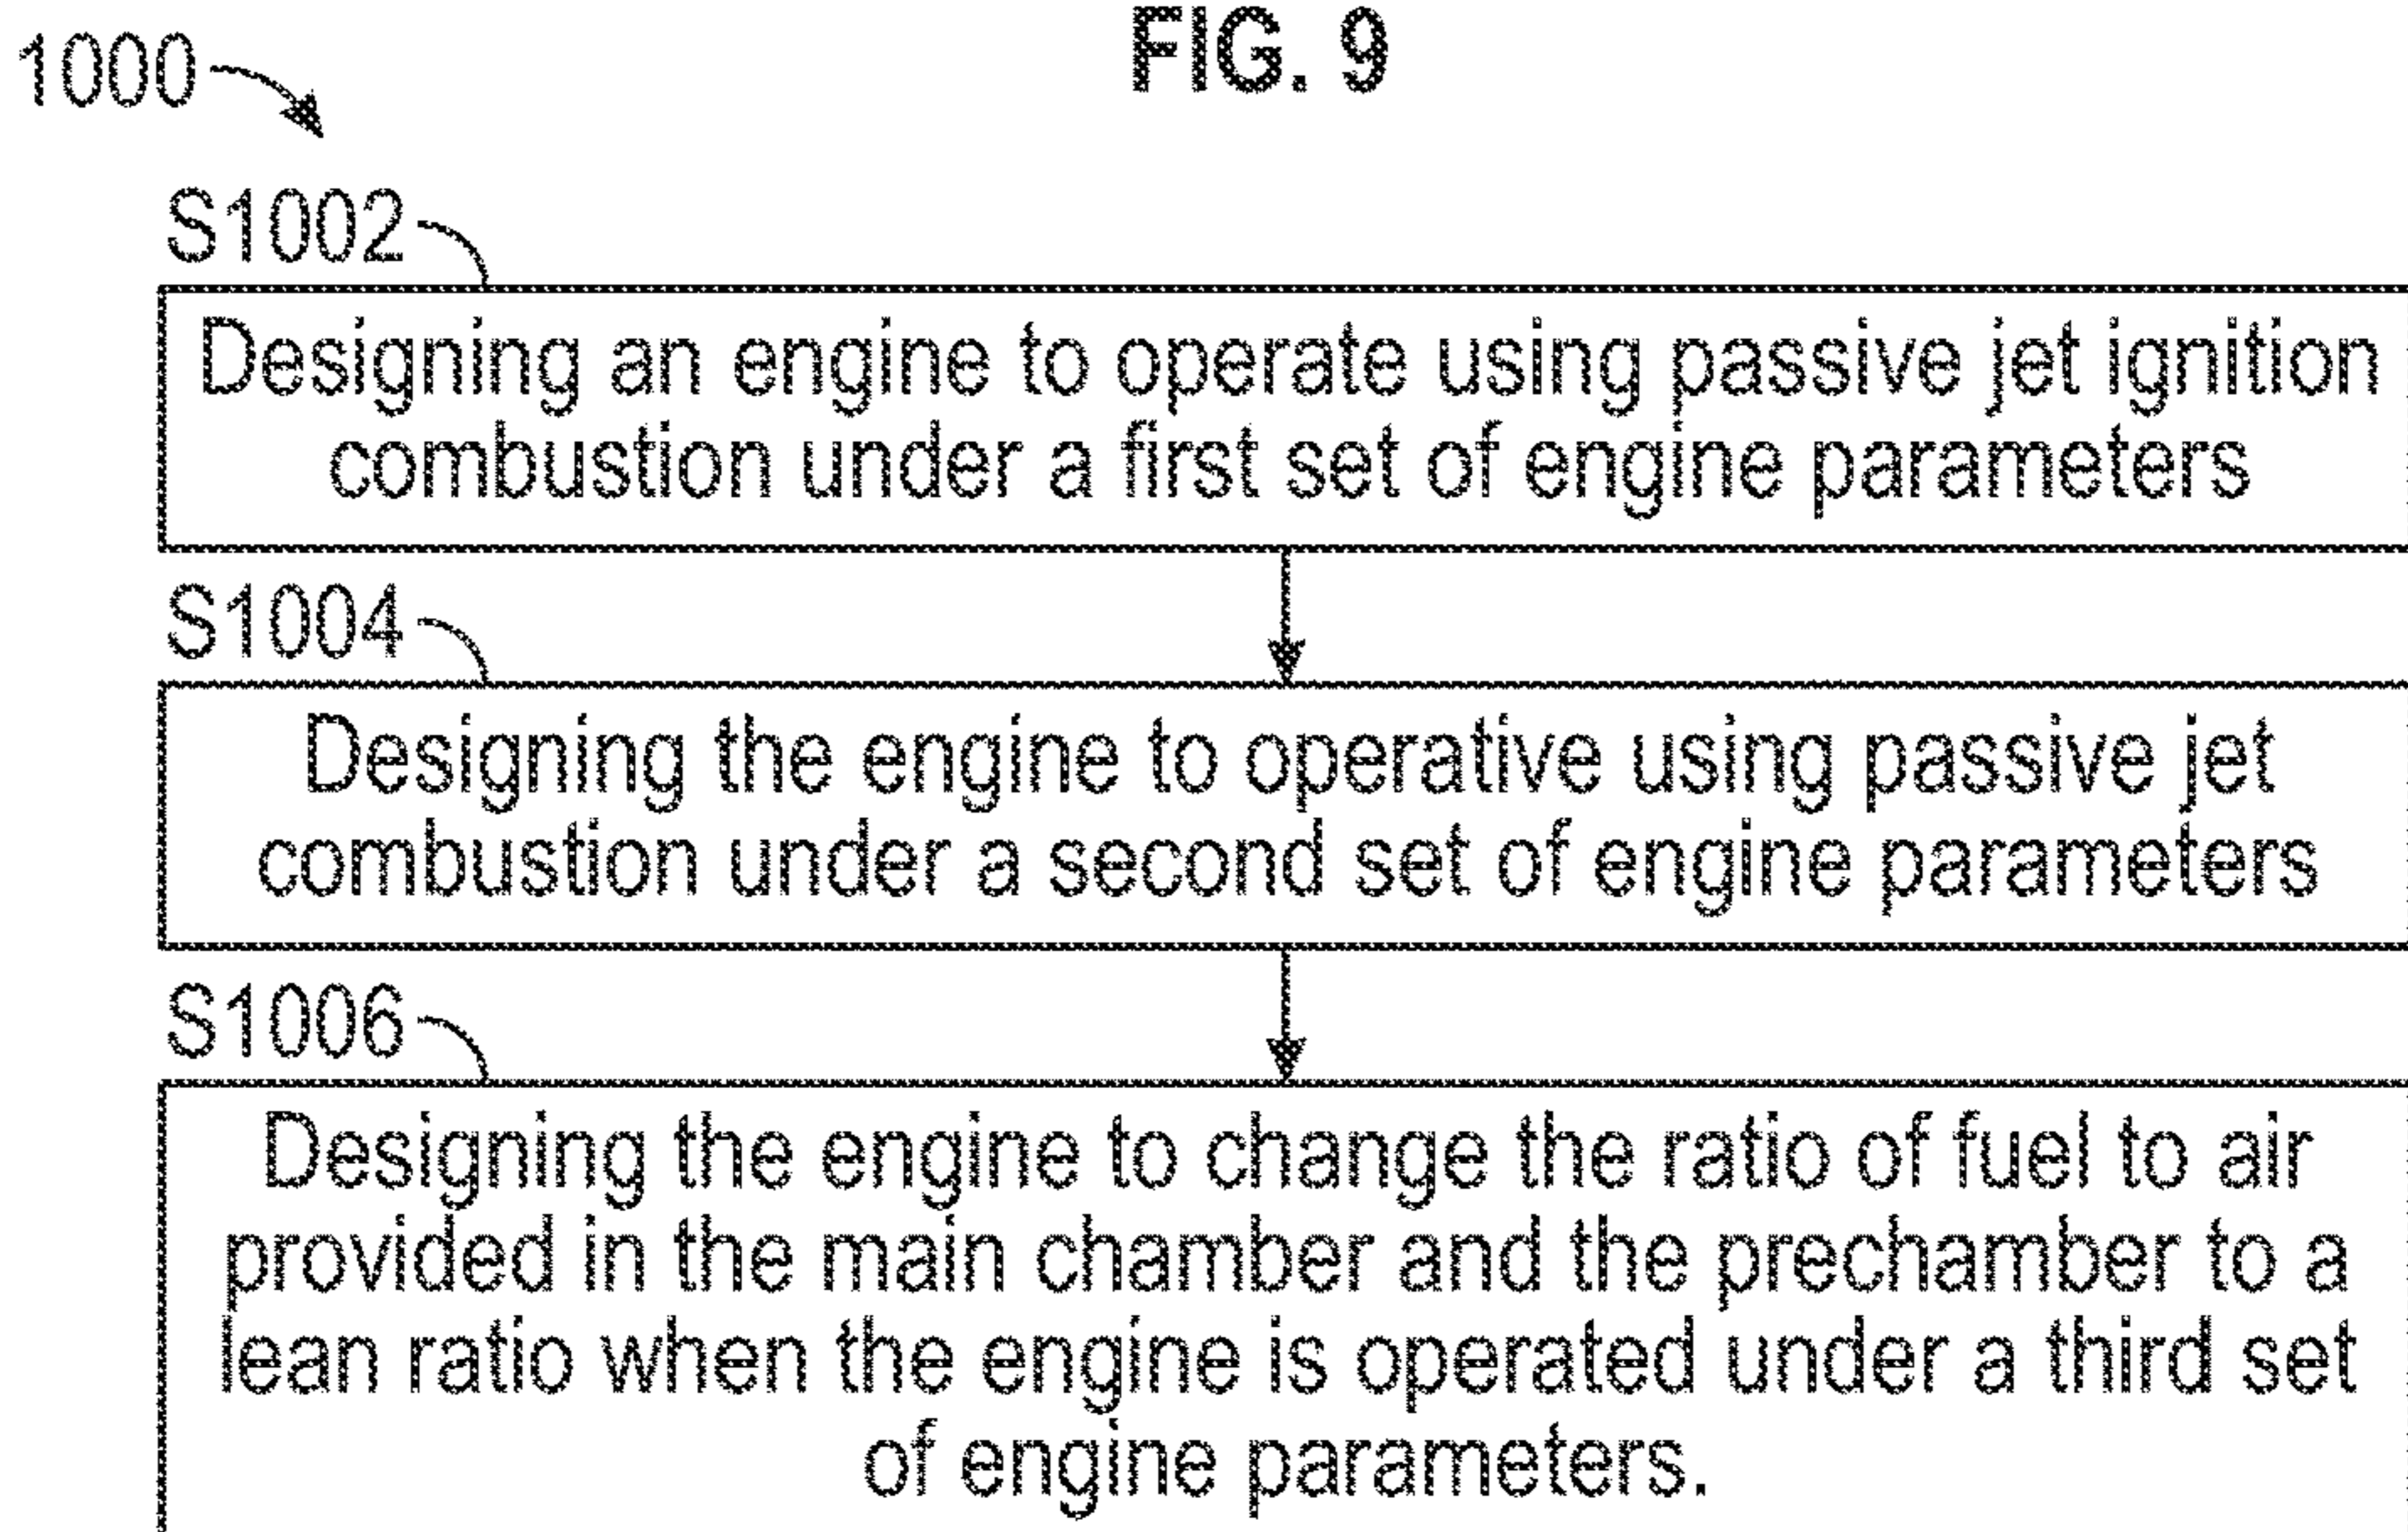 FIG. 9
1000
S1002
Designing an engine to operate using passive jet ignition
combustion under a first set of engine parameters
S1004
Designing the engine to operative using passive jet
combustion under a second set of engine parameters
S1006
Designing the engine to change the ratio of fuel to air
provided in the main chamber and the prechamber to a
lean ratio when the engine is operated under a third set
of engine parameters.